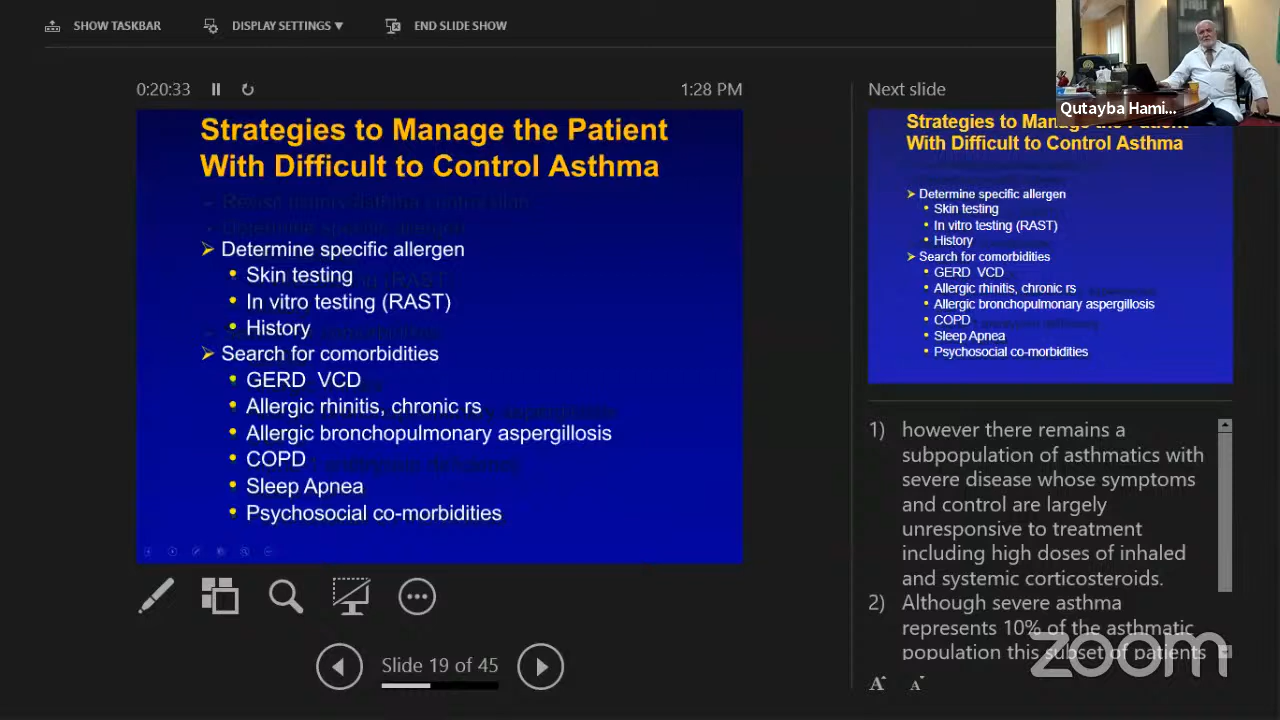 SHOW TASKBAR
DISPLAY SETTINGS ▼
END SLIDE SHOW
0:20:33
1:28 PM
Strategies to Manage the Patient
With Difficult to Control Asthma
➢ Determine specific allergen
• Skin testing
• In vitro testing (RAST)
• History
➢ Search for comorbidities
• GERD VCD
• Allergic rhinitis, chronic rs
• Allergic bronchopulmonary aspergillosis
• COPD
• Sleep Apnea
• Psychosocial co-morbidities
Slide 19 of 45
Qutayba Hami...
Next slide
Strategies to Manage the Patient
With Difficult to Control Asthma
➢ Determine specific allergen
• Skin testing
• In vitro testing (RAST)
• History
➢ Search for comorbidities
• GERD VCD
• Allergic rhinitis, chronic rs
• Allergic bronchopulmonary aspergillosis
• COPD
• Sleep Apnea
• Psychosocial co-morbidities
1) however there remains a
subpopulation of asthmatics with
severe disease whose symptoms
and control are largely
unresponsive to treatment
including high doses of inhaled
and systemic corticosteroids.
2) Although severe asthma
represents 10% of the asthmatic
population this subset of patients
A A
zoom